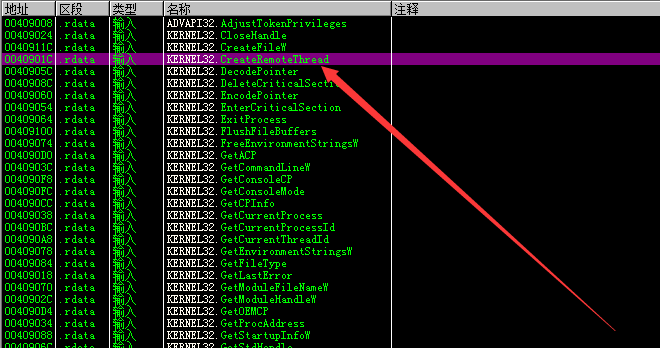 地址 区段 类型 名称 注释
00409008 .rdata 输入 ADVAPI32.AdjustTokenPrivileges
00409024 .rdata 输入 KERNEL32.CloseHandle
0040911C .rdata 输入 KERNEL32.CreateFileW
0040901C .rdata 输入 KERNEL32.CreateRemoteThread
0040905C .rdata 输入 KERNEL32.DecodePointer
0040908C .rdata 输入 KERNEL32.DeleteCriticalSection
00409060 .rdata 输入 KERNEL32.EncodePointer
00409054 .rdata 输入 KERNEL32.EnterCriticalSection
00409064 .rdata 输入 KERNEL32.ExitProcess
00409100 .rdata 输入 KERNEL32.FlushFileBuffers
00409074 .rdata 输入 KERNEL32.FreeEnvironmentStringsW
004090D0 .rdata 输入 KERNEL32.GetACP
0040903C .rdata 输入 KERNEL32.GetCommandLineW
004090F8 .rdata 输入 KERNEL32.GetConsoleCP
004090FC .rdata 输入 KERNEL32.GetConsoleMode
004090CC .rdata 输入 KERNEL32.GetCPInfo
00409038 .rdata 输入 KERNEL32.GetCurrentProcess
004090BC .rdata 输入 KERNEL32.GetCurrentProcessId
004090A8 .rdata 输入 KERNEL32.GetCurrentThreadId
00409078 .rdata 输入 KERNEL32.GetEnvironmentStringsW
00409084 .rdata 输入 KERNEL32.GetFileType
00409018 .rdata 输入 KERNEL32.GetLastError
00409070 .rdata 输入 KERNEL32.GetModuleFileNameW
0040902C .rdata 输入 KERNEL32.GetModuleHandleW
004090D4 .rdata 输入 KERNEL32.GetOEMCP
00409034 .rdata 输入 KERNEL32.GetProcAddress
00409088 .rdata 输入 KERNEL32.GetStartupInfoW
0040906C .rdata 输入 KERNEL32.GetStdHandle